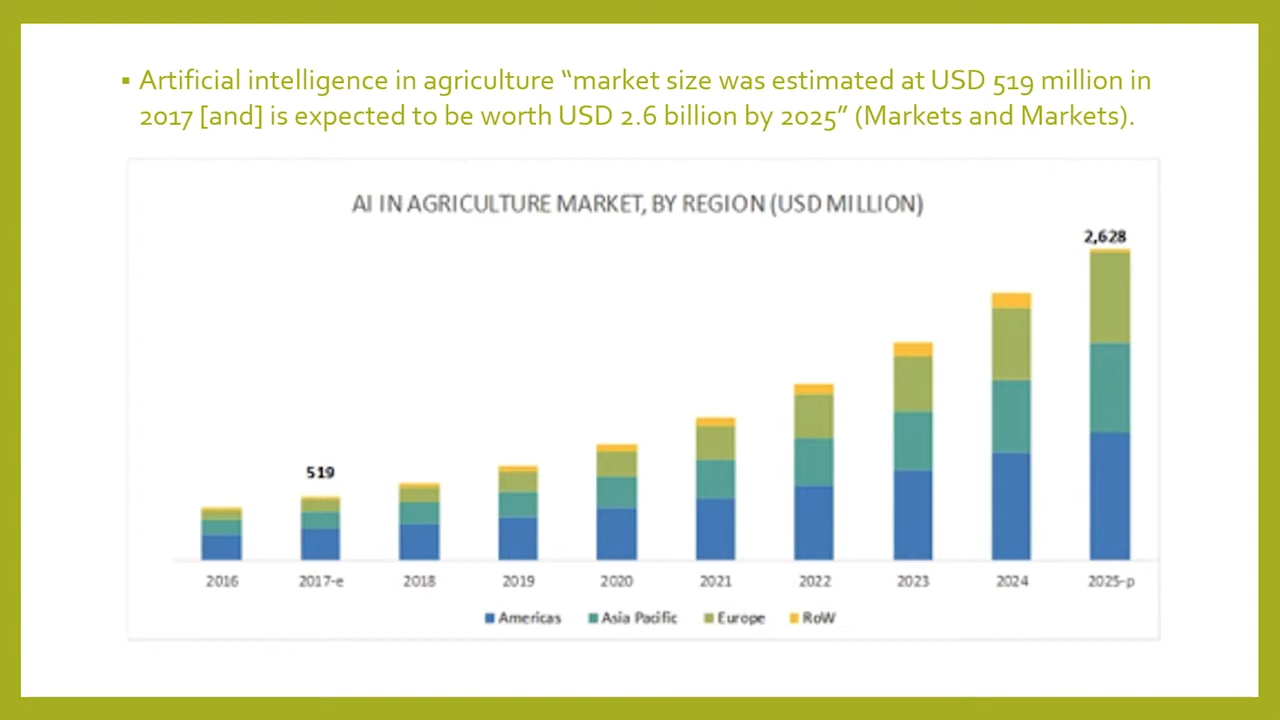 ▪ Artificial intelligence in agriculture “market size was estimated at USD 519 million in
2017 [and] is expected to be worth USD 2.6 billion by 2025” (Markets and Markets).
AI IN AGRICULTURE MARKET, BY REGION (USD MILLION)
2,628
519
2016 2017-e 2018 2019 2020 2021 2022 2023 2024 2025-p
Americas Asia Pacific Europe RoW